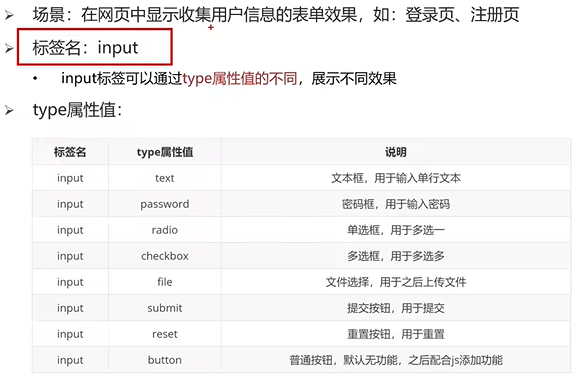 场景：在网页中显示收集用户信息的表单效果，如：登录页、注册页
标签名：input
input标签可以通过type属性值的不同，展示不同效果
type属性值：
标签名 type属性值 说明
input text 文本框，用于输入单行文本
input password 密码框，用于输入密码
input radio 单选框，用于多选一
input checkbox 多选框，用于多选多
input file 文件选择，用于之后上传文件
input submit 提交按钮，用于提交
input reset 重置按钮，用于重置
input button 普通按钮，默认无功能，之后配合js添加功能